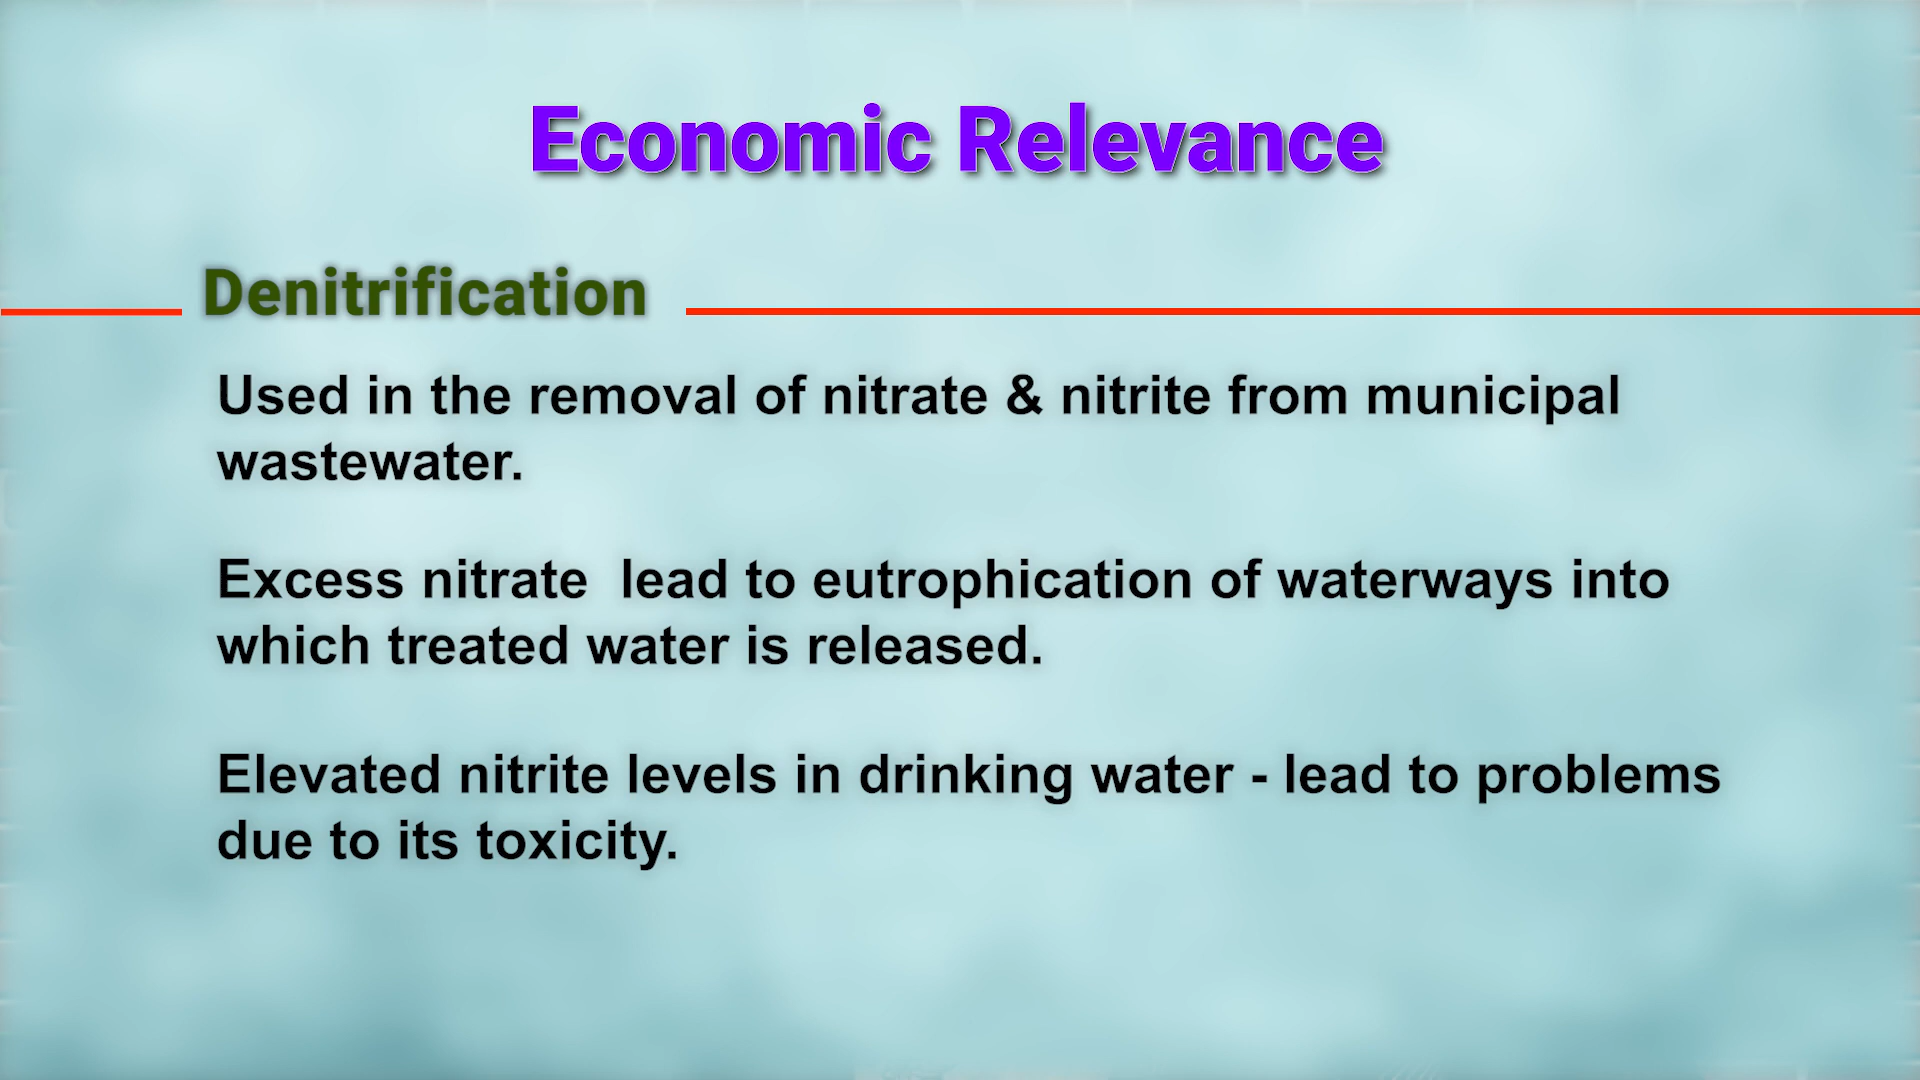 Economic Relevance
Denitrification
Used in the removal of nitrate & nitrite from municipal
wastewater.
Excess nitrate  lead to eutrophication of waterways into
which treated water is released.
Elevated nitrite levels in drinking water - lead to problems
due to its toxicity.